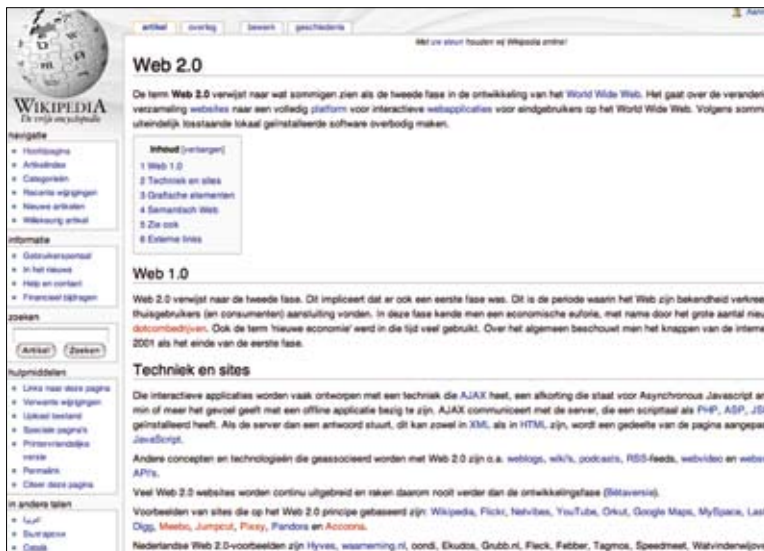 artikel overleg bewerk geschiedenis
Met uw steun houden wij Wikipedia online!
WIKIPEDIA
De vrije encyclopedie
navigatie
Hoofdpagina
Artikelindex
Categorieën
Recente wijzigingen
Nieuwe artikelen
Willekeurig artikel
informatie
Gebruikersportaal
In het nieuws
Help en contact
Financieel bijdragen
zoeken
Artikel Zoeken
hulpmiddelen
Links naar deze pagina
Verwante wijzigingen
Upload bestand
Speciale pagina's
Printervriendelijke
versie
Permalink
Citeer deze pagina
in andere talen
العربية
Български
Català
Web 2.0
De term Web 2.0 verwijst naar wat sommigen zien als de tweede fase in de ontwikkeling van het World Wide Web. Het gaat over de veranderi
verzameling websites naar een volledig platform voor interactieve webapplicaties voor eindgebruikers op het World Wide Web. Volgens somm
uiteindelijk losstaande lokaal geïnstalleerde software overbodig maken.
Inhoud [verbergen]
1 Web 1.0
2 Techniek en sites
3 Grafische elementen
4 Semantisch Web
5 Zie ook
6 Externe links
Web 1.0
Web 2.0 verwijst naar de tweede fase. Dit impliceert dat er ook een eerste fase was. Dit is de periode waarin het Web zijn bekendheid verkree
thuisgebruikers (en consumenten) aansluiting vonden. In deze fase kende men een economische euforie, met name door het grote aantal nieu
dotcombedrijven. Ook de term 'nieuwe economie' werd in die tijd veel gebruikt. Over het algemeen beschouwt men het knappen van de interne
2001 als het einde van de eerste fase.
Techniek en sites
Die interactieve applicaties worden vaak ontworpen met een techniek die AJAX heet, een afkorting die staat voor Asynchronous Javascript an
min of meer het gevoel geeft met een offline applicatie bezig te zijn. AJAX communiceert met de server, die een scripttaal als PHP, ASP, JS
geïnstalleerd heeft. Als de server dan een antwoord stuurt, dit kan zowel in XML als in HTML zijn, wordt een gedeelte van de pagina aangepa
JavaScript.
Andere concepten en technologieën die geassocieerd worden met Web 2.0 zijn o.a. weblogs, wiki's, podcasts, RSS-feeds, webvideo en webse
API's.
Veel Web 2.0 websites worden continu uitgebreid en raken daarom nooit verder dan de ontwikkelingsfase (Bètaversie).
Voorbeelden van sites die op het Web 2.0 principe gebaseerd zijn: Wikipedia, Flickr, Netvibes, YouTube, Orkut, Google Maps, MySpace, Las
Digg, Meebo, Jumpcut, Pixsy, Pandora en Accoona.
Nederlandse Web 2.0-voorbeelden zijn Hyves, waarneming.nl, oondi, Ekudos, Grubb.nl, Fleck, Febber, Tagmos, Speedmeet, Watvindenwijove